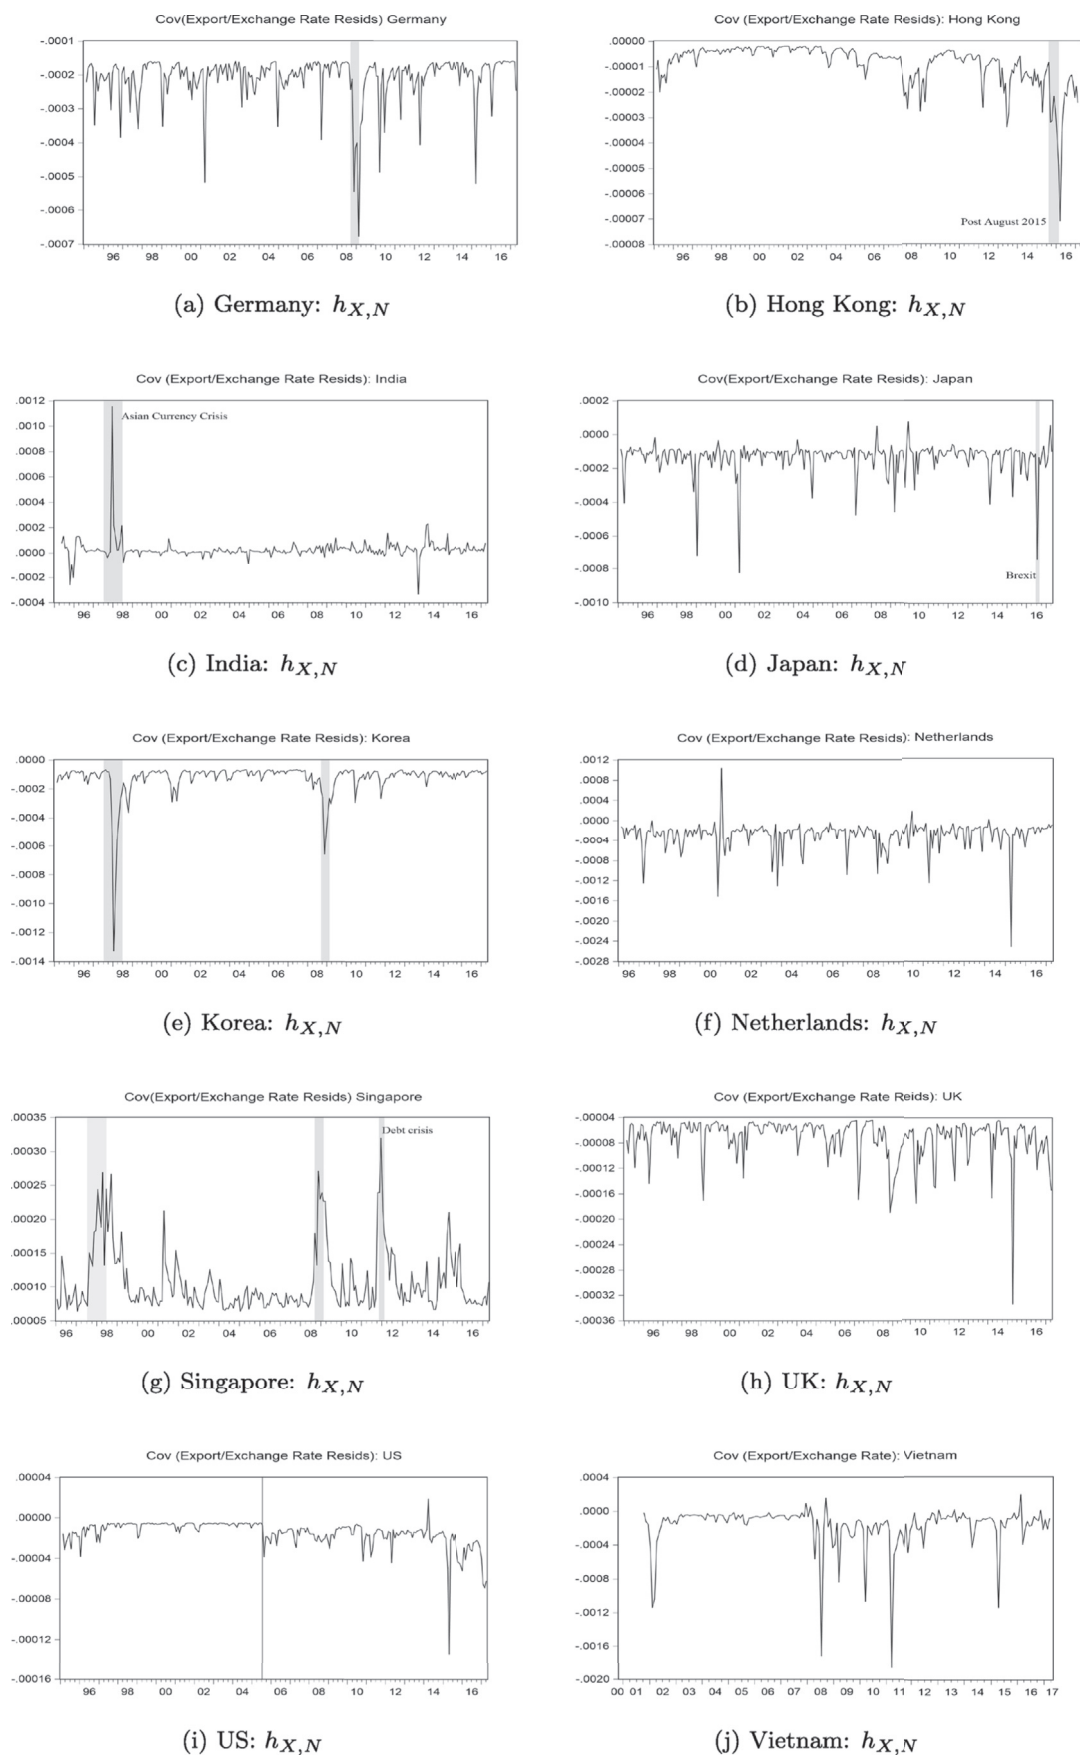 Cov(Export/Exchange Rate Resids) Germany
-.0001
-.0002
-.0003
-.0004
-.0005
-.0006
-.0007
96 98 00 02 04 06 08 10 12 14 16
(a) Germany: hX,N
Cov (Export/Exchange Rate Resids): Hong Kong
.00000
-.00001
-.00002
-.00003
-.00004
-.00005
-.00006
-.00007
-.00008
Post August 2015
96 98 00 02 04 06 08 10 12 14 16
(b) Hong Kong: hX,N
Cov (Export/Exchange Rate Resids): India
.0012
.0010
.0008
.0006
.0004
.0002
.0000
-.0002
-.0004
Asian Currency Crisis
96 98 00 02 04 06 08 10 12 14 16
(c) India: hX,N
Cov(Export/Exchange Rate Resids): Japan
.0002
.0000
-.0002
-.0004
-.0006
-.0008
-.0010
Brexit
96 98 00 02 04 06 08 10 12 14 16
(d) Japan: hX,N
Cov (Export/Exchange Rate Resids): Korea
.0000
-.0002
-.0004
-.0006
-.0008
-.0010
-.0012
-.0014
96 98 00 02 04 06 08 10 12 14 16
(e) Korea: hX,N
Cov (Export/Exchange Rate Resids): Netherlands
.0012
.0008
.0004
.0000
-.0004
-.0008
-.0012
-.0016
-.0020
-.0024
-.0028
96 98 00 02 04 06 08 10 12 14 16
(f) Netherlands: hX,N
Cov(Export/Exchange Rate Resids) Singapore
.00035
.00030
.00025
.00020
.00015
.00010
.00005
Debt crisis
96 98 00 02 04 06 08 10 12 14 16
(g) Singapore: hX,N
Cov (Export/Exchange Rate Reids): UK
-.00004
-.00008
-.00012
-.00016
-.00020
-.00024
-.00028
-.00032
-.00036
96 98 00 02 04 06 08 10 12 14 16
(h) UK: hX,N
Cov (Export/Exchange Rate Resids): US
.00004
.00000
-.00004
-.00008
-.00012
-.00016
96 98 00 02 04 06 08 10 12 14 16
(i) US: hX,N
Cov (Export/Exchange Rate): Vietnam
.0004
.0000
-.0004
-.0008
-.0012
-.0016
-.0020
00 01 02 03 04 05 06 07 08 09 10 11 12 13 14 15 16 17
(j) Vietnam: hX,N